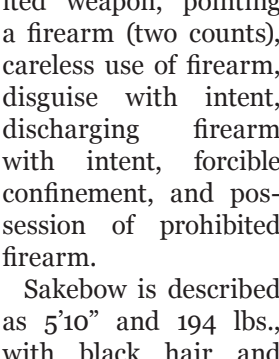 ited weapon, pointing
a firearm (two counts),
careless use of firearm,
disguise with intent,
discharging firearm
with intent, forcible
confinement, and pos-
session of prohibited
firearm.
Sakebow is described
as 5’10” and 194 lbs.,
with black hair and